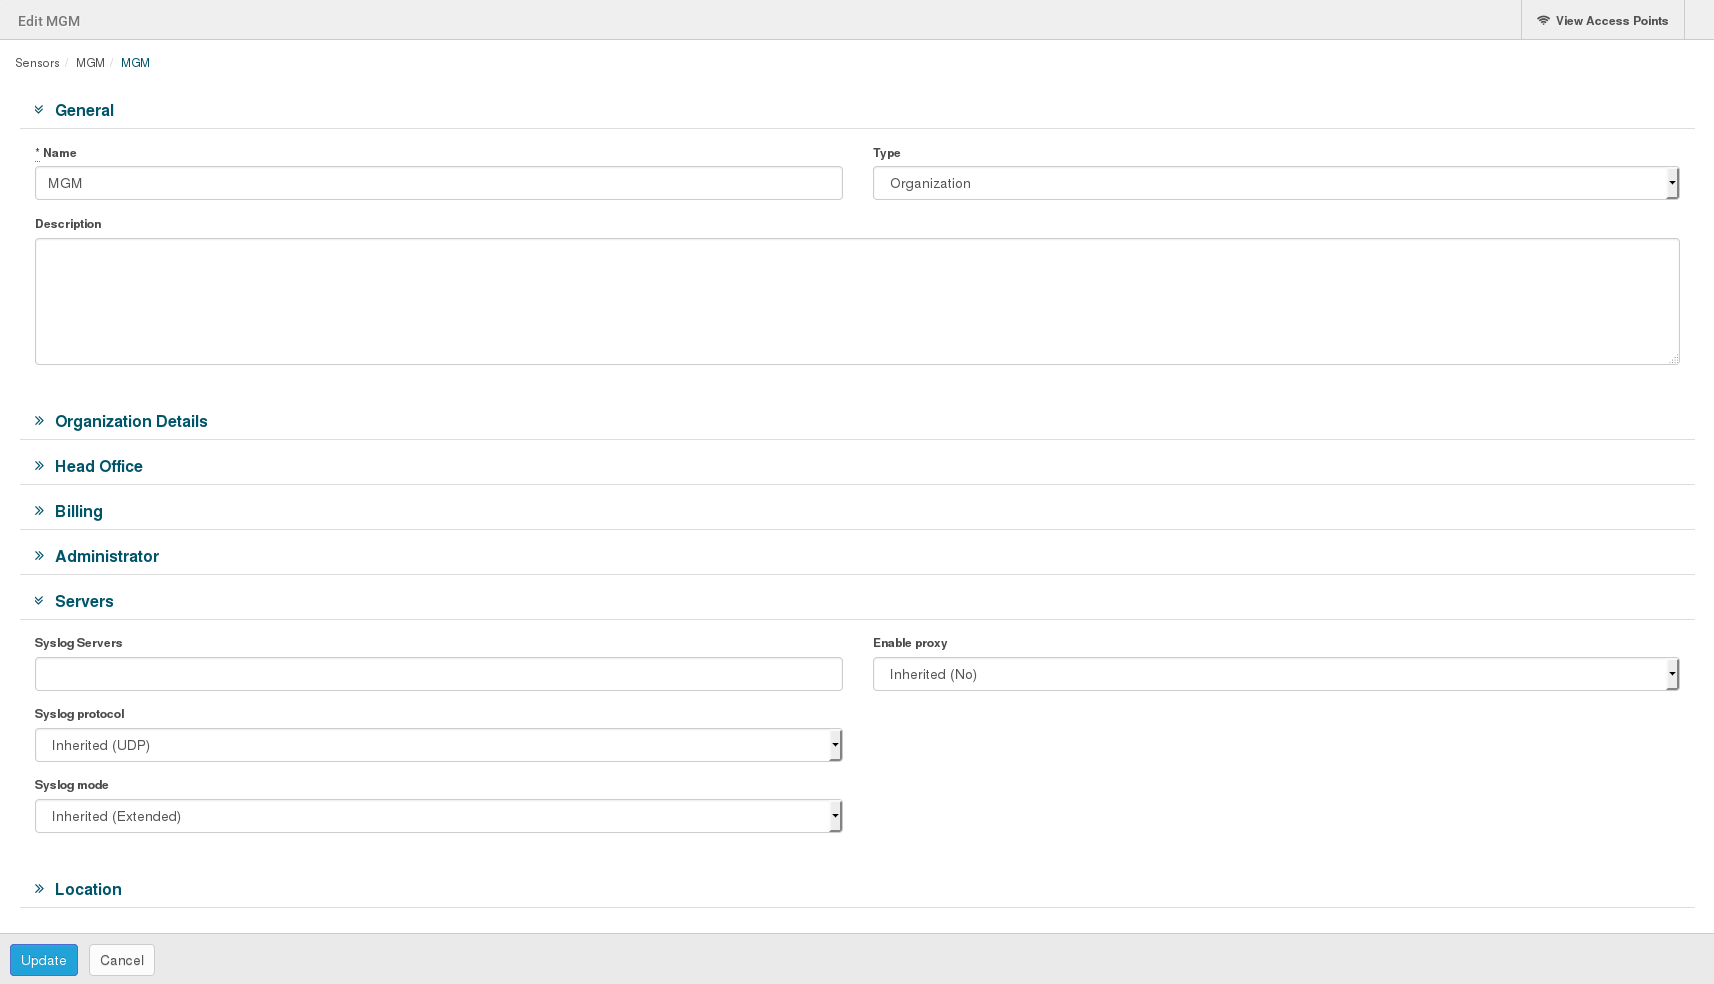 Edit MGM
View Access Points
Sensors / MGM / MGM
General
* Name
Type
MGM
Organization
Description
Organization Details
Head Office
Billing
Administrator
Servers
Syslog Servers
Enable proxy
Inherited (No)
Syslog protocol
Inherited (UDP)
Syslog mode
Inherited (Extended)
Location
Update
Cancel